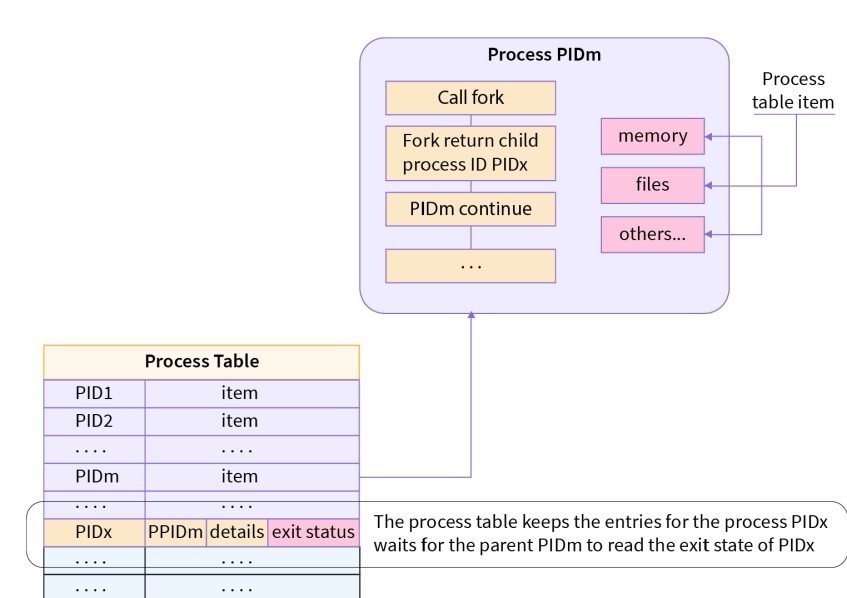 Process PIDm
Call fork
Fork return child
process ID PIDx
PIDm continue
...
memory
files
others...
Process
table item
Process Table
PID1 item
PID2 item
.... ....
PIDm item
.... ....
PIDx PPIDm details exit status
The process table keeps the entries for the process PIDx
waits for the parent PIDm to read the exit state of PIDx
.... ....
.... ....